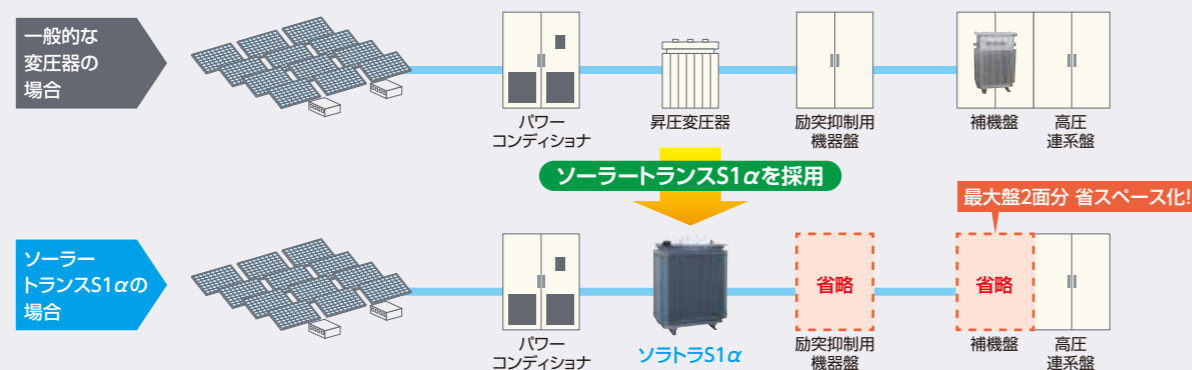 一般的な
変圧器の
場合
パワー
コンディショナ
昇圧変圧器
励突抑制用
機器盤
補機盤
高圧
連系盤
ソーラートランスS1αを採用
最大盤2面分 省スペース化!
ソーラー
トランスS1αの
場合
省略
省略
パワー
コンディショナ
ソラトラS1α
励突抑制用
機器盤
補機盤
高圧
連系盤